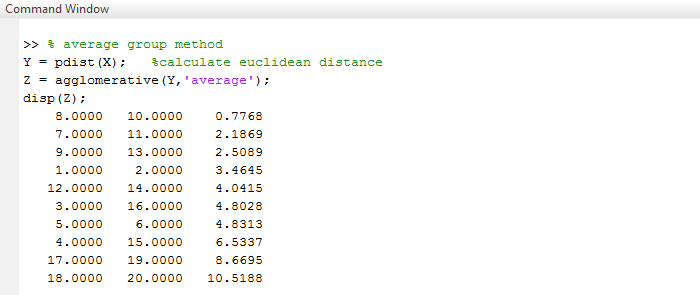 Command Window
>> % average group method
Y = pdist(X);   %calculate euclidean distance
Z = agglomerative(Y,'average');
disp(Z);
8.0000   10.0000    0.7768
7.0000   11.0000    2.1869
9.0000   13.0000    2.5089
1.0000    2.0000    3.4645
12.0000   14.0000    4.0415
3.0000   16.0000    4.8028
5.0000    6.0000    4.8313
4.0000   15.0000    6.5337
17.0000   19.0000    8.6695
18.0000   20.0000   10.5188